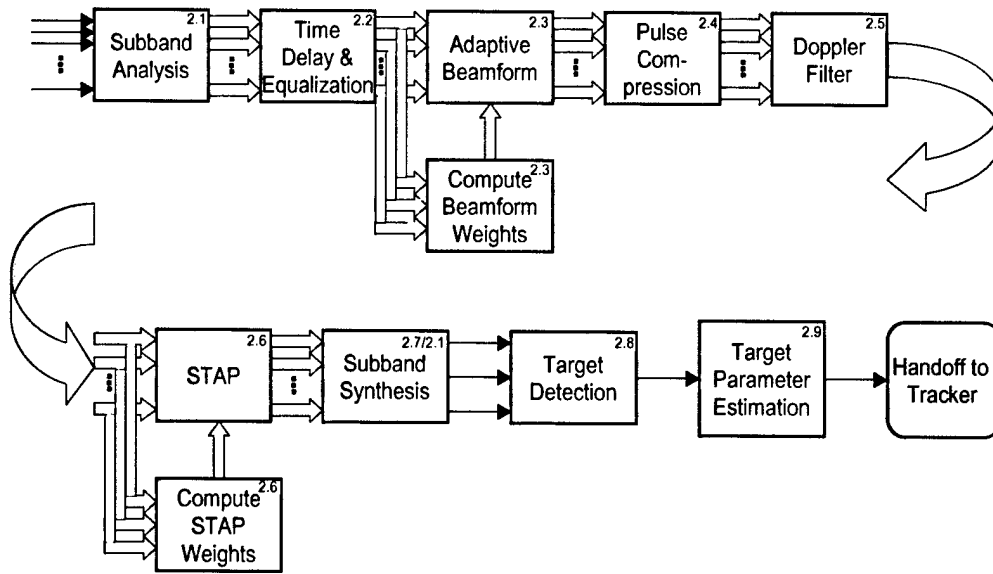 2.1
Subband
Analysis
2.2
Time
Delay &
Equalization
2.3
Adaptive
Beamform
2.4
Pulse
Com-
pression
2.5
Doppler
Filter
2.3
Compute
Beamform
Weights
2.6
STAP
2.7/2.1
Subband
Synthesis
2.8
Target
Detection
2.9
Target
Parameter
Estimation
Handoff to
Tracker
2.6
Compute
STAP
Weights